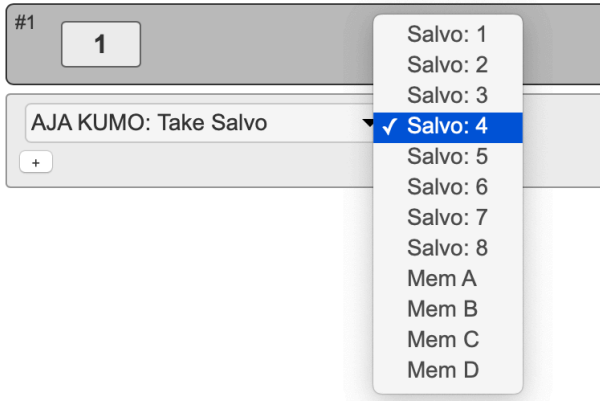 #1
1
Salvo: 1
Salvo: 2
Salvo: 3
AJA KUMO: Take Salvo
✓ Salvo: 4
+
Salvo: 5
Salvo: 6
Salvo: 7
Salvo: 8
Mem A
Mem B
Mem C
Mem D